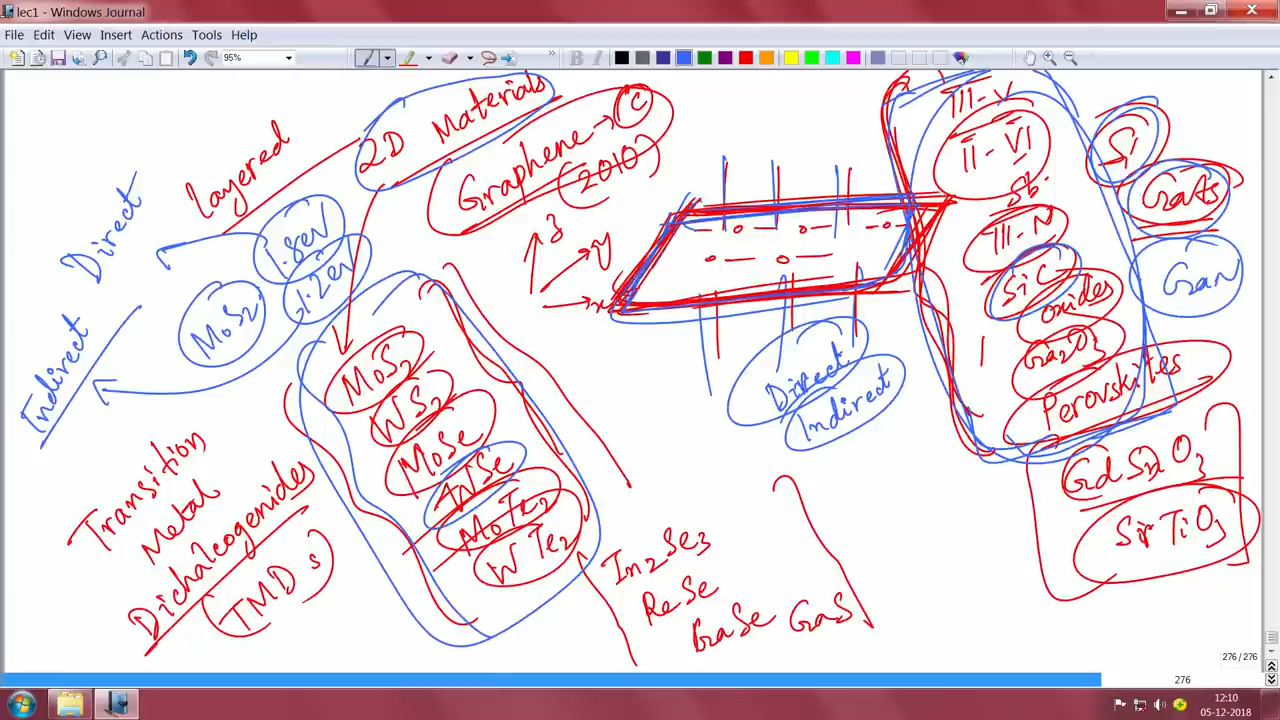 lec1 - Windows Journal
File Edit View Insert Actions Tools Help
95%
2D Materials
Layered
Graphene → C
(2010)
Direct
1.8eV
1.2eV
MoS2
Indirect
MoS2
WS2
MoSe
WSe
MoTe2
WTe2
Transition
Metal
Dichalcogenides
(TMDs)
In2Se3
ReSe
GaSe GaS
z
y
x
Direct
Indirect
III-V
II-VI
Sb
III-N
SiC
oxides
Ga2O3
Perovskites
Si
GaAs
GaN
SrTiO3
276 / 276
276
12:10
05-12-2018